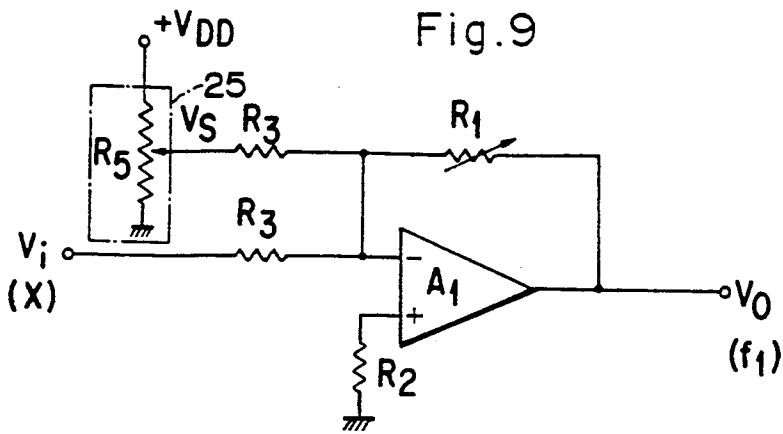 Fig.9
+VDD
25
VS
R3
R1
R5
R3
Vi
(X)
−
A1
+
VO
(f1)
R2